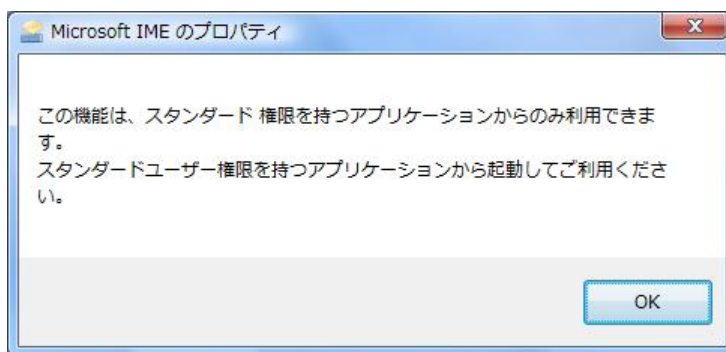 Microsoft IME のプロパティ
この機能は、スタンダード 権限を持つアプリケーションからのみ利用できま
す。
スタンダードユーザー権限を持つアプリケーションから起動してご利用くださ
い。
OK